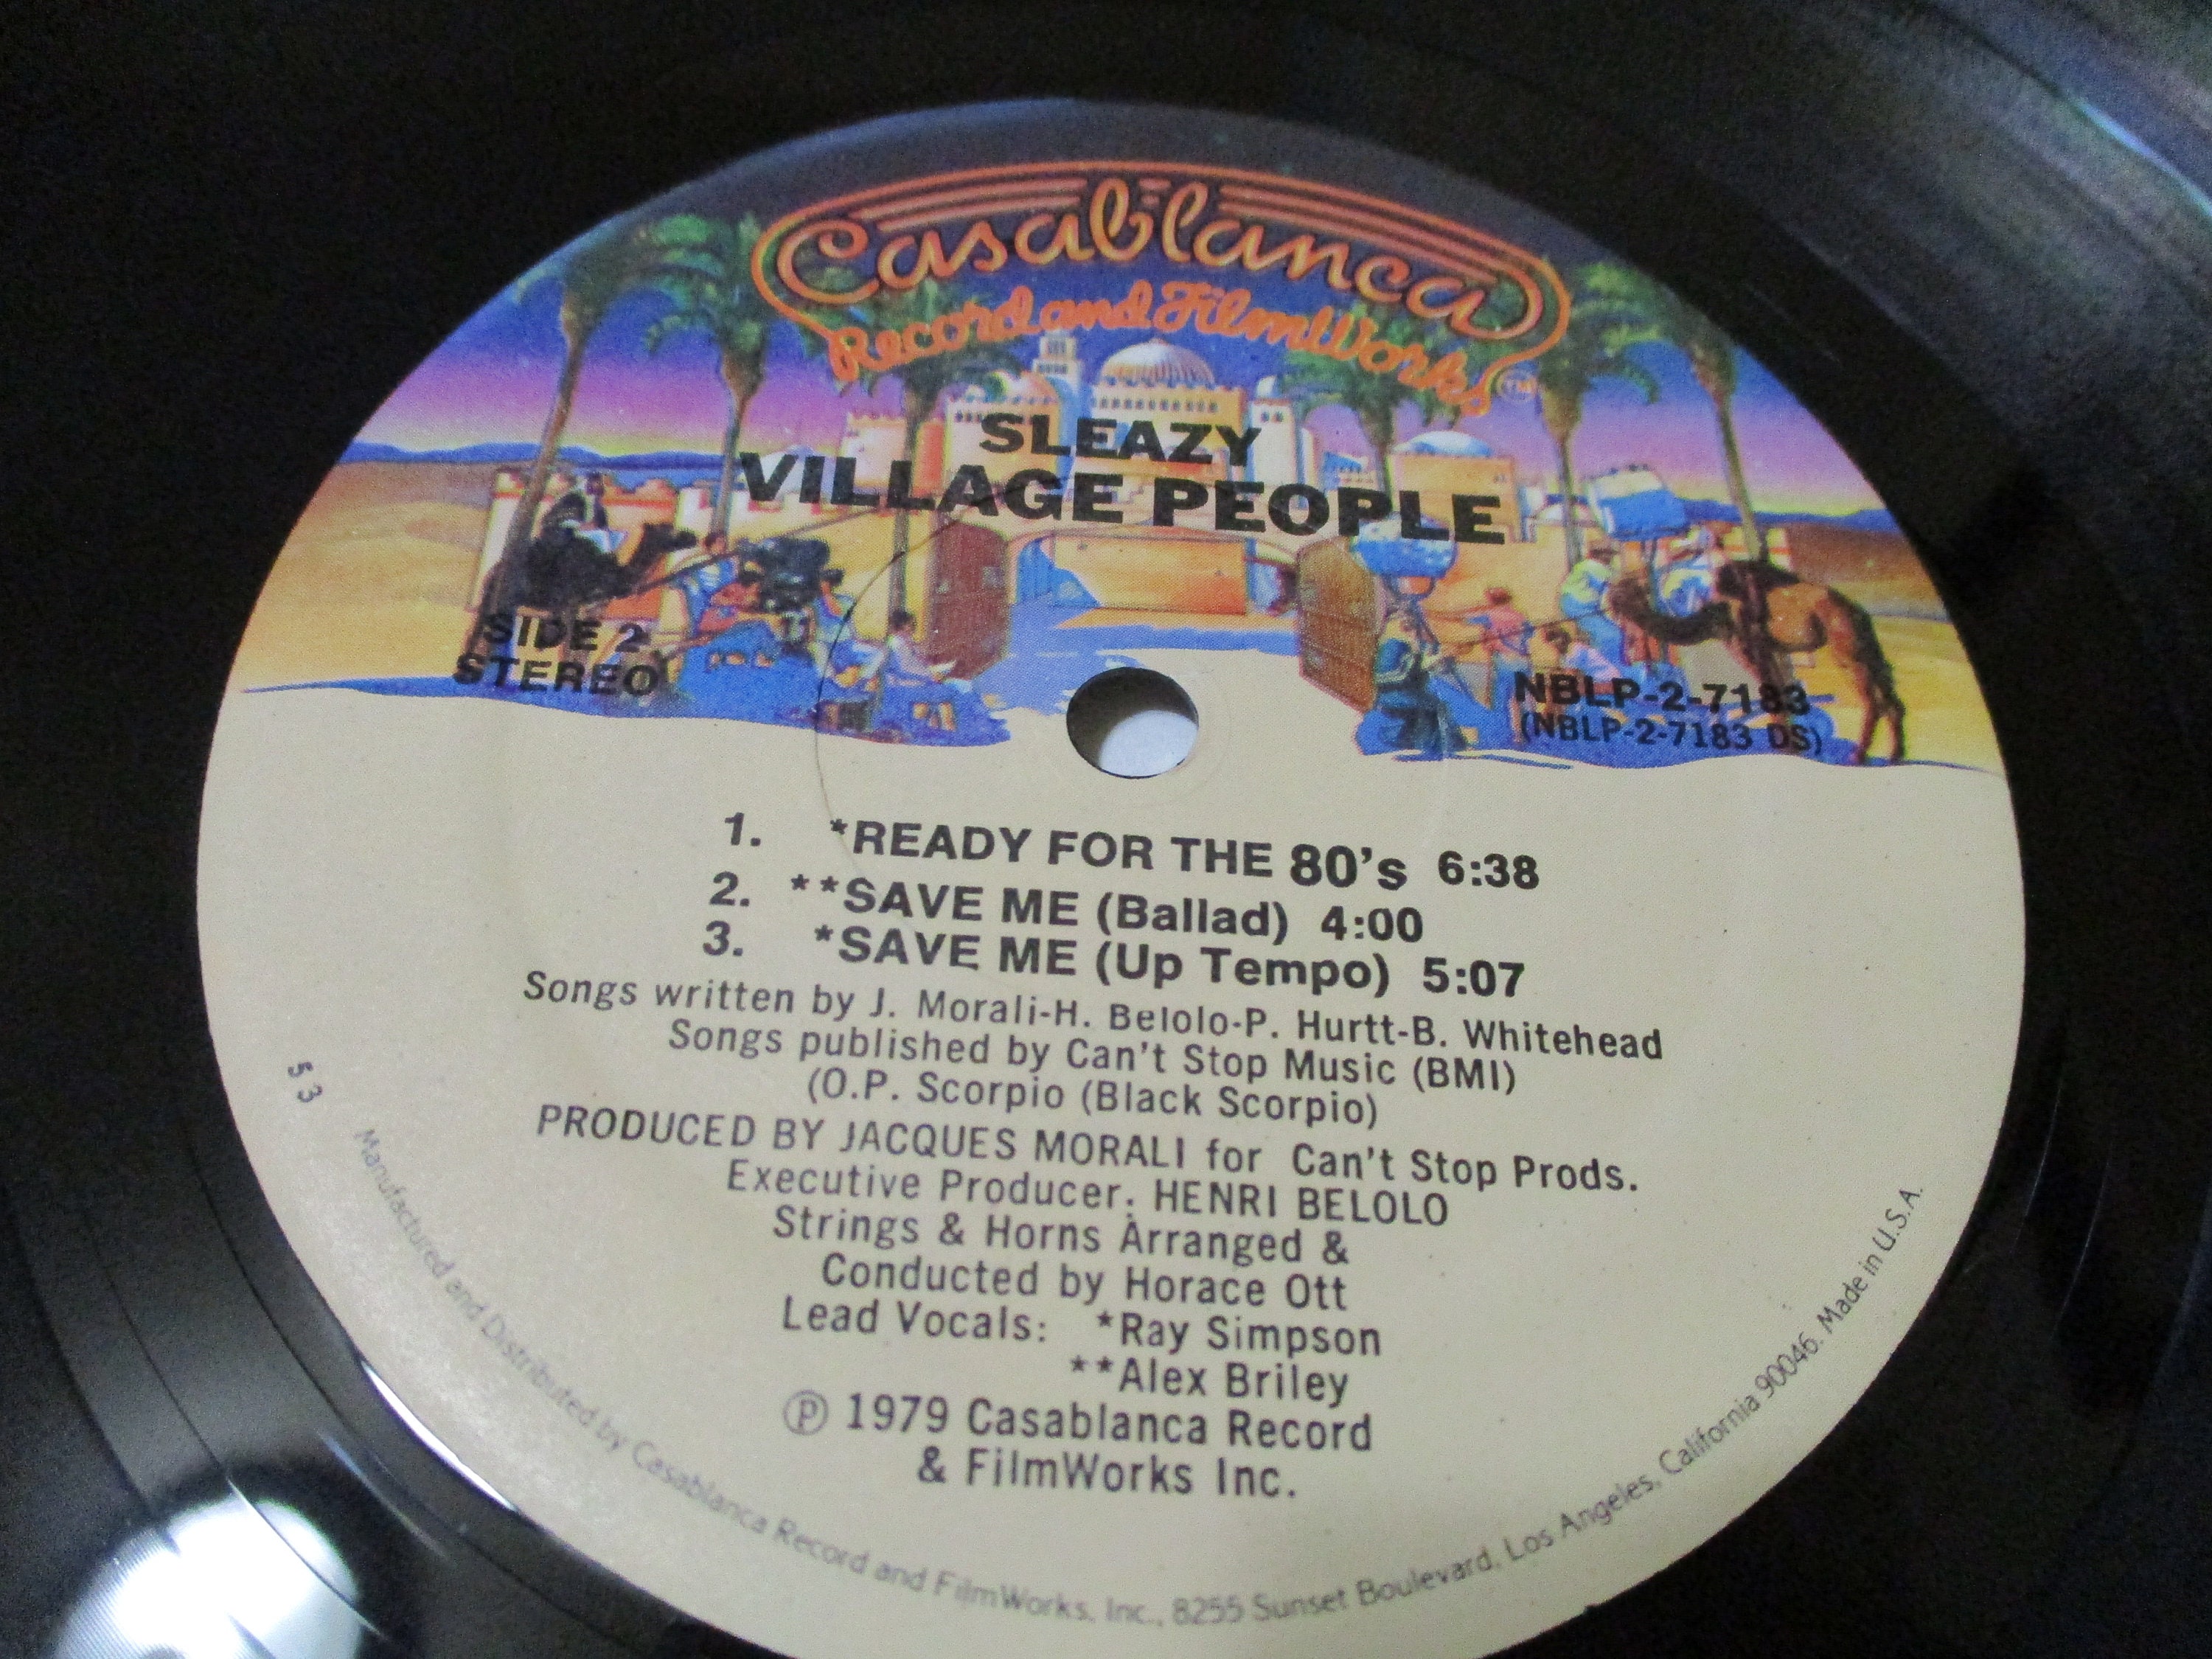 Casablanca
Record and FilmWorks TM
SLEAZY
VILLAGE PEOPLE
SIDE 2
STEREO
NBLP-2-7183
(NBLP-2-7183 DS)
1. *READY FOR THE 80's 6:38
2. **SAVE ME (Ballad) 4:00
3. *SAVE ME (Up Tempo) 5:07
Songs written by J. Morali-H. Belolo-P. Hurtt-B. Whitehead
Songs published by Can't Stop Music (BMI)
(O.P. Scorpio (Black Scorpio)
PRODUCED BY JACQUES MORALI for Can't Stop Prods.
Executive Producer: HENRI BELOLO
Strings & Horns Arranged &
Conducted by Horace Ott
Lead Vocals: *Ray Simpson
**Alex Briley
Ⓟ 1979 Casablanca Record
& FilmWorks Inc.
53
Manufactured and Distributed by Casablanca Record and FilmWorks, Inc., 8255 Sunset Boulevard, Los Angeles, California 90046. Made in U.S.A.